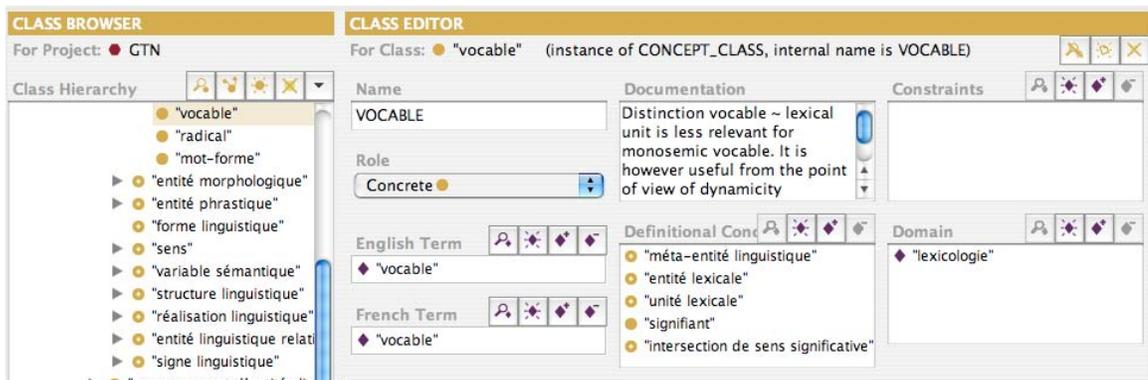 CLASS BROWSER
For Project: GTN
Class Hierarchy
"vocable"
"radical"
"mot-forme"
"entité morphologique"
"entité phrastique"
"forme linguistique"
"sens"
"variable sémantique"
"structure linguistique"
"réalisation linguistique"
"entité linguistique relati
"signe linguistique"
CLASS EDITOR
For Class: "vocable" (instance of CONCEPT_CLASS, internal name is VOCABLE)
Name
VOCABLE
Role
Concrete
English Term
"vocable"
French Term
"vocable"
Documentation
Distinction vocable ~ lexical
unit is less relevant for
monosemic vocable. It is
however useful from the point
of view of dynamicity
Definitional Conc
"méta-entité linguistique"
"entité lexicale"
"unité lexicale"
"signifiant"
"intersection de sens significative"
Constraints
Domain
"lexicologie"